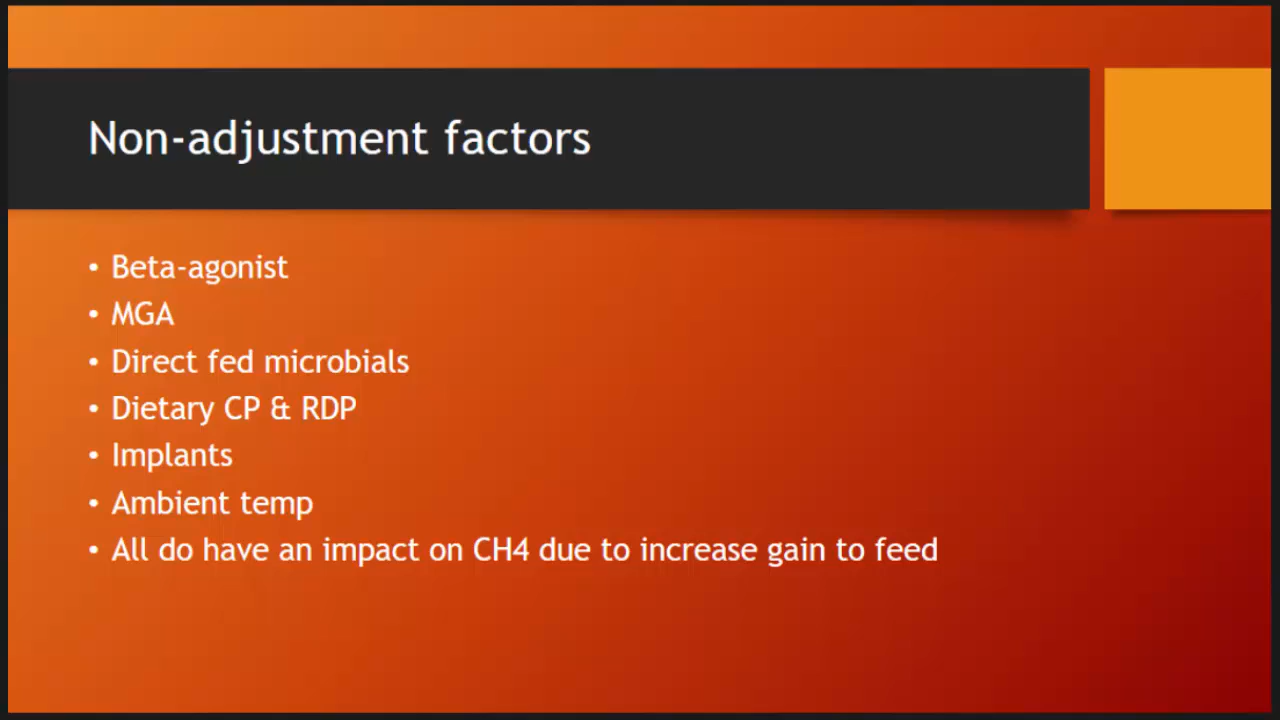 Non-adjustment factors
• Beta-agonist
• MGA
• Direct fed microbials
• Dietary CP & RDP
• Implants
• Ambient temp
• All do have an impact on CH4 due to increase gain to feed